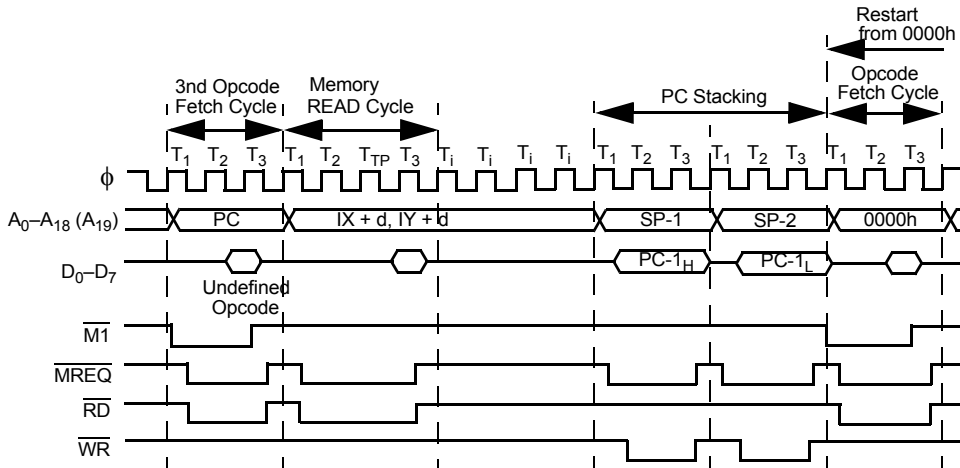 Restart
from 0000h
3nd Opcode
Fetch Cycle
Memory
READ Cycle
PC Stacking
Opcode
Fetch Cycle
T1 T2 T3 T1 T2 TTP T3 Ti Ti Ti Ti T1 T2 T3 T1 T2 T3 T1 T2 T3
ϕ
A0–A18 (A19) PC IX + d, IY + d SP-1 SP-2 0000h
D0–D7 PC-1H PC-1L
Undefined
Opcode
M1
MREQ
RD
WR